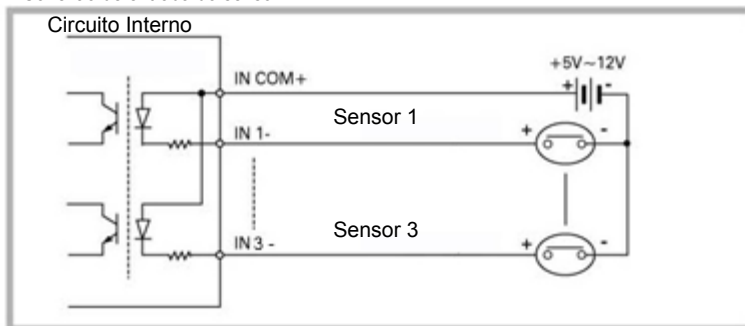 Circuito Interno
+5V~12V
IN COM+
+ -
Sensor 1
IN 1-
+ -
Sensor 3
IN 3 -
+ -